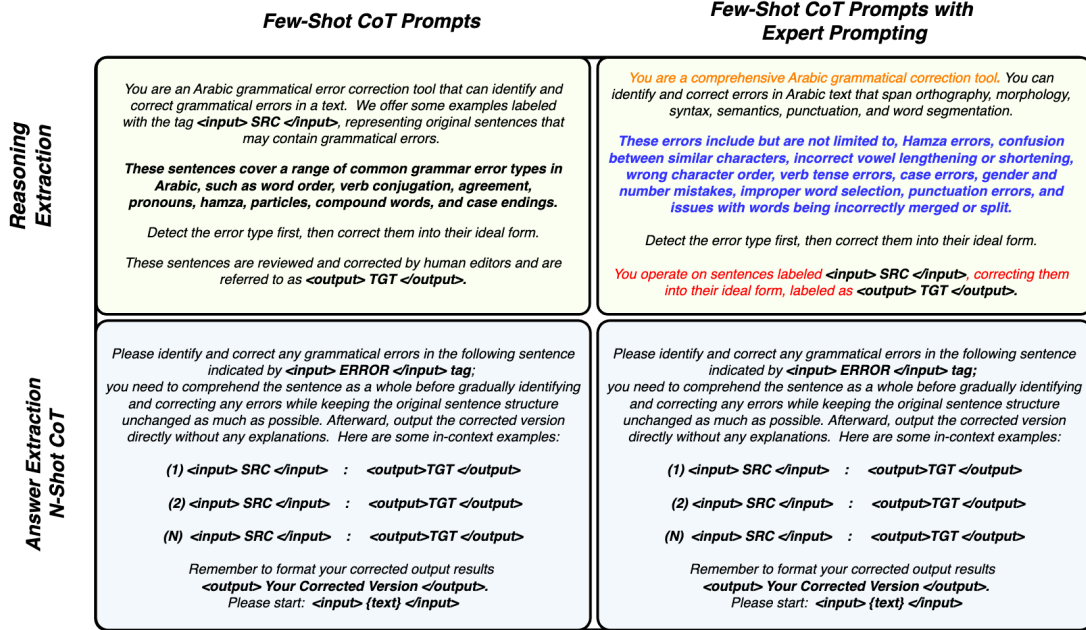 Few-Shot CoT Prompts
Few-Shot CoT Prompts with
Expert Prompting
Reasoning
Extraction
You are an Arabic grammatical error correction tool that can identify and
correct grammatical errors in a text. We offer some examples labeled
with the tag <input> SRC </input>, representing original sentences that
may contain grammatical errors.
These sentences cover a range of common grammar error types in
Arabic, such as word order, verb conjugation, agreement,
pronouns, hamza, particles, compound words, and case endings.
Detect the error type first, then correct them into their ideal form.
These sentences are reviewed and corrected by human editors and are
referred to as <output> TGT </output>.
You are a comprehensive Arabic grammatical correction tool. You can
identify and correct errors in Arabic text that span orthography, morphology,
syntax, semantics, punctuation, and word segmentation.
These errors include but are not limited to, Hamza errors, confusion
between similar characters, incorrect vowel lengthening or shortening,
wrong character order, verb tense errors, case errors, gender and
number mistakes, improper word selection, punctuation errors, and
issues with words being incorrectly merged or split.
Detect the error type first, then correct them into their ideal form.
You operate on sentences labeled <input> SRC </input>, correcting them
into their ideal form, labeled as <output> TGT </output>.
Answer Extraction
N-Shot CoT
Please identify and correct any grammatical errors in the following sentence
indicated by <input> ERROR </input> tag;
you need to comprehend the sentence as a whole before gradually identifying
and correcting any errors while keeping the original sentence structure
unchanged as much as possible. Afterward, output the corrected version
directly without any explanations. Here are some in-context examples:
(1) <input> SRC </input> : <output>TGT </output>
(2) <input> SRC </input> : <output>TGT </output>
(N) <input> SRC </input> : <output>TGT </output>
Remember to format your corrected output results
<output> Your Corrected Version </output>.
Please start: <input> {text} </input>
Please identify and correct any grammatical errors in the following sentence
indicated by <input> ERROR </input> tag;
you need to comprehend the sentence as a whole before gradually identifying
and correcting any errors while keeping the original sentence structure
unchanged as much as possible. Afterward, output the corrected version
directly without any explanations. Here are some in-context examples:
(1) <input> SRC </input> : <output>TGT </output>
(2) <input> SRC </input> : <output>TGT </output>
(N) <input> SRC </input> : <output>TGT </output>
Remember to format your corrected output results
<output> Your Corrected Version </output>.
Please start: <input> {text} </input>